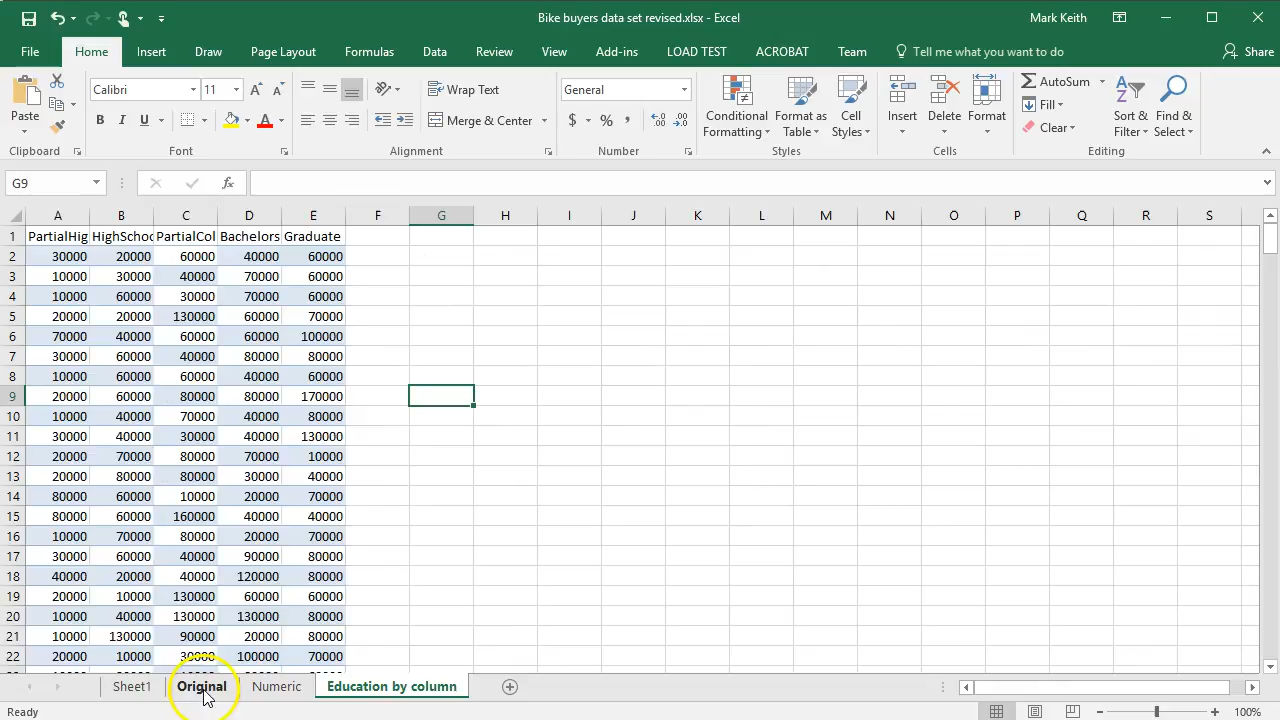 Bike buyers data set revised.xlsx - Excel
Mark Keith
File Home Insert Draw Page Layout Formulas Data Review View Add-ins LOAD TEST ACROBAT Team Tell me what you want to do Share
Calibri 11 Wrap Text General AutoSum
Paste Conditional Formatting Format as Table Cell Styles Insert Delete Format Fill Sort & Filter Find & Select
B I U Merge & Center $ % , Clear
Clipboard Font Alignment Number Styles Cells Editing
G9 fx
A B C D E F G H I J K L M N O P Q R S
1 PartialHig HighSchoo PartialCol Bachelors Graduate
2 30000 20000 60000 40000 60000
3 10000 30000 40000 70000 60000
4 10000 60000 30000 70000 60000
5 20000 20000 130000 60000 70000
6 70000 40000 60000 60000 100000
7 30000 60000 40000 80000 80000
8 10000 60000 60000 40000 60000
9 20000 60000 80000 80000 170000
10 10000 40000 70000 40000 80000
11 30000 40000 30000 40000 130000
12 20000 70000 80000 70000 10000
13 20000 80000 80000 30000 40000
14 80000 60000 10000 20000 70000
15 80000 60000 160000 40000 40000
16 10000 70000 80000 20000 70000
17 30000 60000 40000 90000 80000
18 40000 20000 40000 120000 80000
19 20000 10000 130000 60000 60000
20 10000 40000 130000 130000 80000
21 10000 130000 90000 20000 80000
22 20000 10000 30000 100000 70000
Sheet1 Original Numeric Education by column
Ready 100%